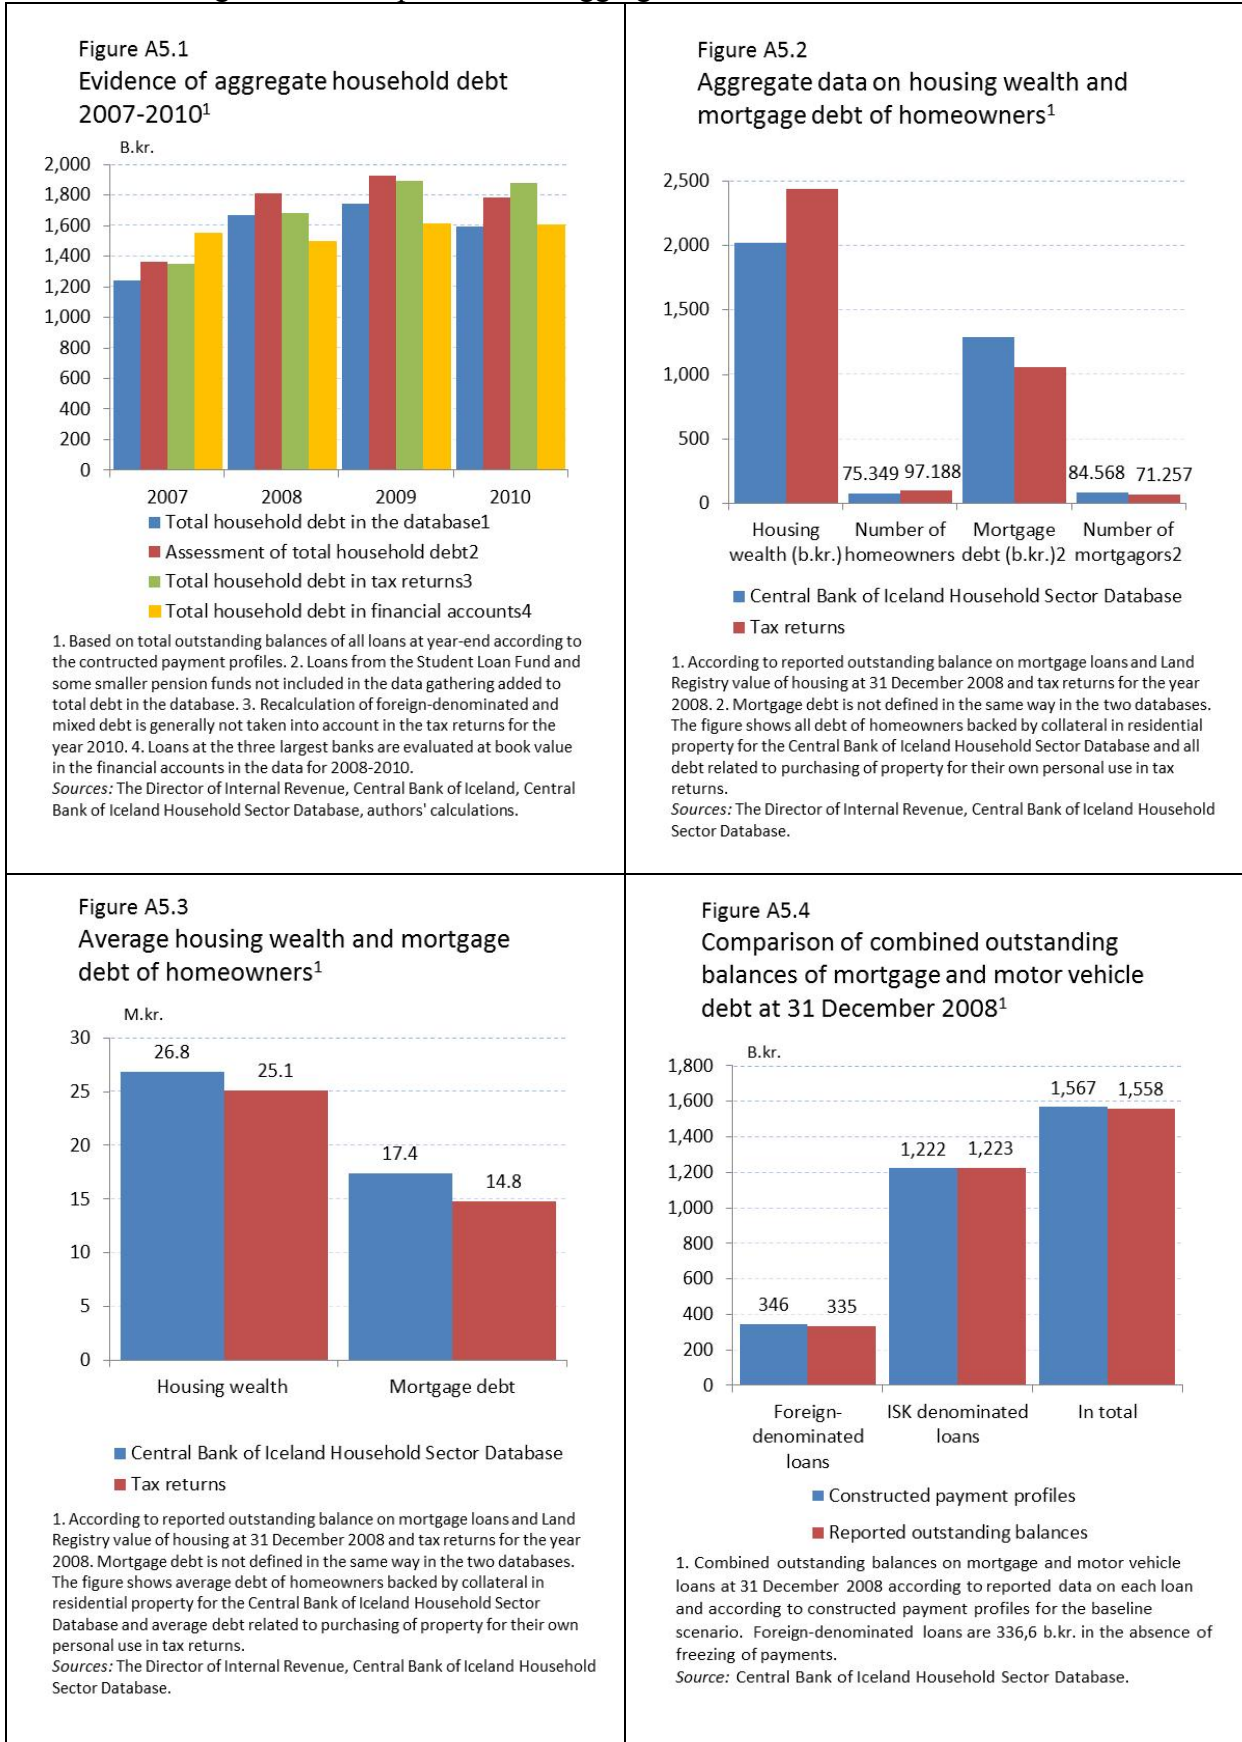 Figure A5.1
Evidence of aggregate household debt
2007-2010¹
B.kr.
2,000
1,800
1,600
1,400
1,200
1,000
800
600
400
200
0
2007 2008 2009 2010
Total household debt in the database1
Assessment of total household debt2
Total household debt in tax returns3
Total household debt in financial accounts4
1. Based on total outstanding balances of all loans at year-end according to
the contructed payment profiles. 2. Loans from the Student Loan Fund and
some smaller pension funds not included in the data gathering added to
total debt in the database. 3. Recalculation of foreign-denominated and
mixed debt is generally not taken into account in the tax returns for the
year 2010. 4. Loans at the three largest banks are evaluated at book value
in the financial accounts in the data for 2008-2010.
Sources: The Director of Internal Revenue, Central Bank of Iceland, Central
Bank of Iceland Household Sector Database, authors' calculations.
Figure A5.2
Aggregate data on housing wealth and
mortgage debt of homeowners¹
2,500
2,000
1,500
1,000
500
0
75.349 97.188 84.568 71.257
Housing Number of Mortgage Number of
wealth (b.kr.) homeowners debt (b.kr.)2 mortgagors2
Central Bank of Iceland Household Sector Database
Tax returns
1. According to reported outstanding balance on mortgage loans and Land
Registry value of housing at 31 December 2008 and tax returns for the year
2008. 2. Mortgage debt is not defined in the same way in the two databases.
The figure shows all debt of homeowners backed by collateral in residential
property for the Central Bank of Iceland Household Sector Database and all
debt related to purchasing of property for their own personal use in tax
returns.
Sources: The Director of Internal Revenue, Central Bank of Iceland Household
Sector Database.
Figure A5.3
Average housing wealth and mortgage
debt of homeowners¹
M.kr.
30
25
20
15
10
5
0
26.8
25.1
17.4
14.8
Housing wealth Mortgage debt
Central Bank of Iceland Household Sector Database
Tax returns
1. According to reported outstanding balance on mortgage loans and Land
Registry value of housing at 31 December 2008 and tax returns for the year
2008. Mortgage debt is not defined in the same way in the two databases.
The figure shows average debt of homeowners backed by collateral in
residential property for the Central Bank of Iceland Household Sector
Database and average debt related to purchasing of property for their own
personal use in tax returns.
Sources: The Director of Internal Revenue, Central Bank of Iceland Household
Sector Database.
Figure A5.4
Comparison of combined outstanding
balances of mortgage and motor vehicle
debt at 31 December 2008¹
B.kr.
1,800
1,600
1,400
1,200
1,000
800
600
400
200
0
1,567 1,558
1,222 1,223
346 335
Foreign- ISK denominated In total
denominated loans
loans
Constructed payment profiles
Reported outstanding balances
1. Combined outstanding balances on mortgage and motor vehicle
loans at 31 December 2008 according to reported data on each loan
and according to constructed payment profiles for the baseline
scenario. Foreign-denominated loans are 336,6 b.kr. in the absence of
freezing of payments.
Source: Central Bank of Iceland Household Sector Database.